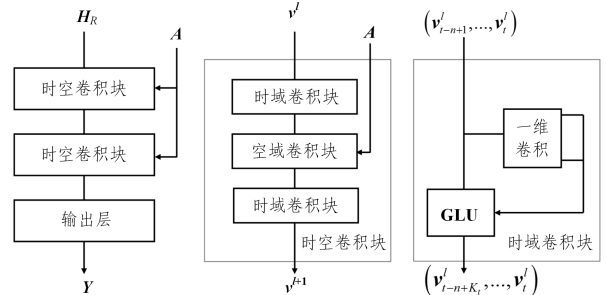 H_R
A
时空卷积块
时空卷积块
输出层
Y
v^l
A
时域卷积块
空域卷积块
时域卷积块
时空卷积块
v^{l+1}
(v^l_{t-n+1},...,v^l_t)
一维
卷积
GLU
时域卷积块
(v^l_{t-n+K_t},...,v^l_t)